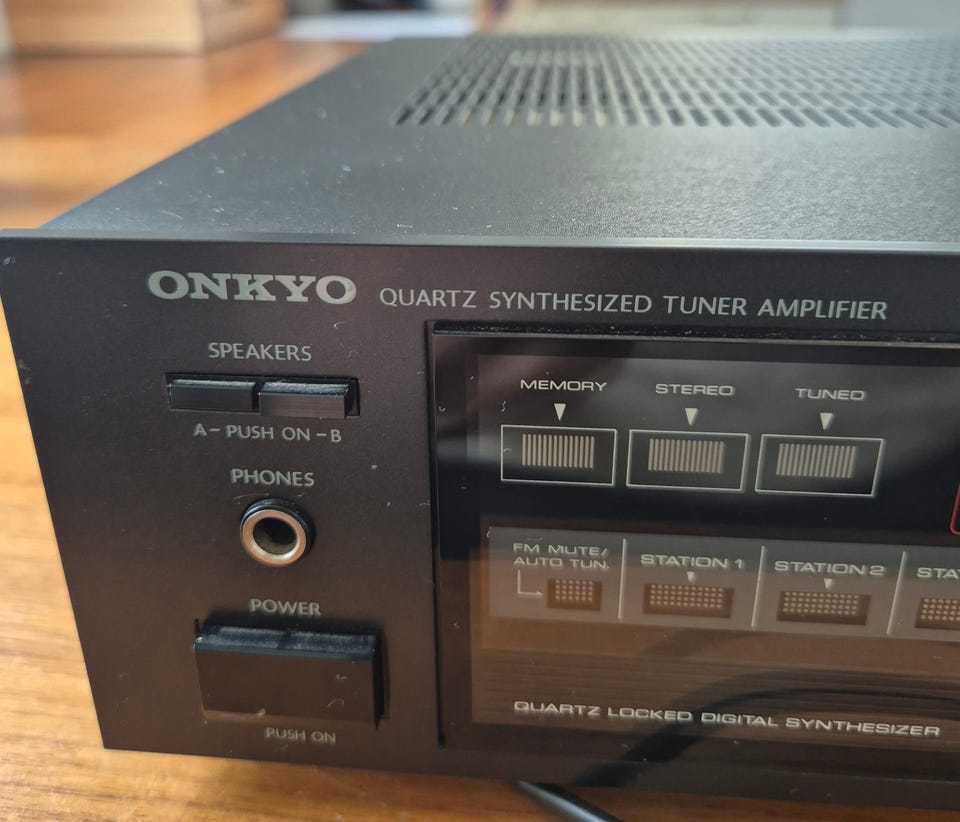 ONKYO QUARTZ SYNTHESIZED TUNER AMPLIFIER
SPEAKERS
A-PUSH ON-B
PHONES
POWER
PUSH ON
MEMORY STEREO TUNED
FM MUTE/
AUTO TUN.
STATION 1 STATION 2 STA
QUARTZ LOCKED DIGITAL SYNTHESIZER